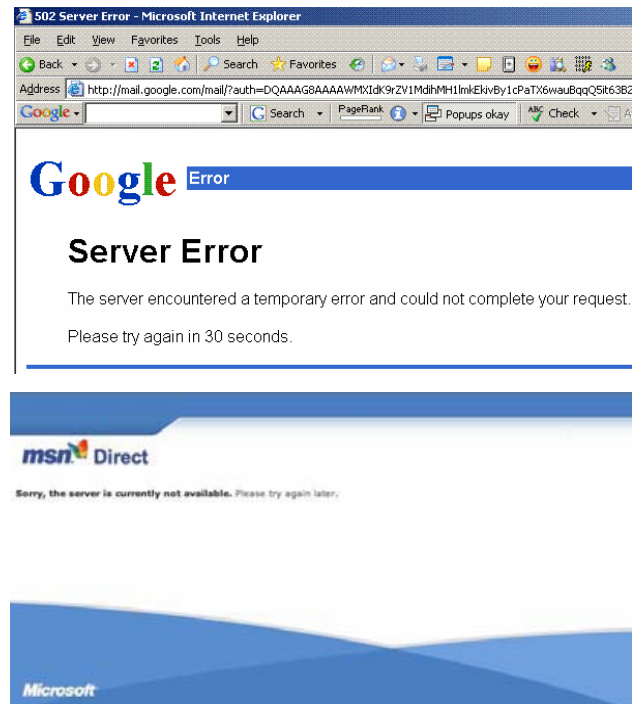 502 Server Error - Microsoft Internet Explorer
File Edit View Favorites Tools Help
Back Search Favorites
Address http://mail.google.com/mail/?auth=DQAAAG8AAAAWMXIdK9rZV1MdihMH1lmkEkivBy1cPaTX6wauBqqQ5it63B2
Google Search PageRank Popups okay ABC Check
Google Error
Server Error
The server encountered a temporary error and could not complete your request.
Please try again in 30 seconds.
msn Direct
Sorry, the server is currently not available. Please try again later.
Microsoft